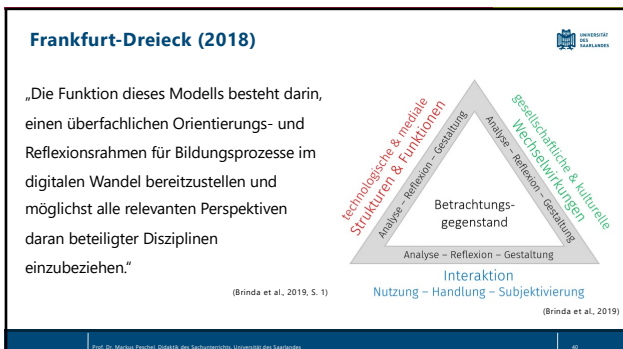 Frankfurt-Dreieck (2018)
UNIVERSITÄT
DES
SAARLANDES
„Die Funktion dieses Modells besteht darin,
einen überfachlichen Orientierungs- und
Reflexionsrahmen für Bildungsprozesse im
digitalen Wandel bereitzustellen und
möglichst alle relevanten Perspektiven
daran beteiligter Disziplinen
einzubeziehen.“
(Brinda et al., 2019, S. 1)
technologische & mediale
Strukturen & Funktionen
Analyse – Reflexion – Gestaltung
gesellschaftliche & kulturelle
Wechselwirkungen
Analyse – Reflexion – Gestaltung
Betrachtungs-
gegenstand
Analyse – Reflexion – Gestaltung
Interaktion
Nutzung – Handlung – Subjektivierung
(Brinda et al., 2019)
Prof. Dr. Markus Peschel, Didaktik des Sachunterrichts, Universität des Saarlandes
40